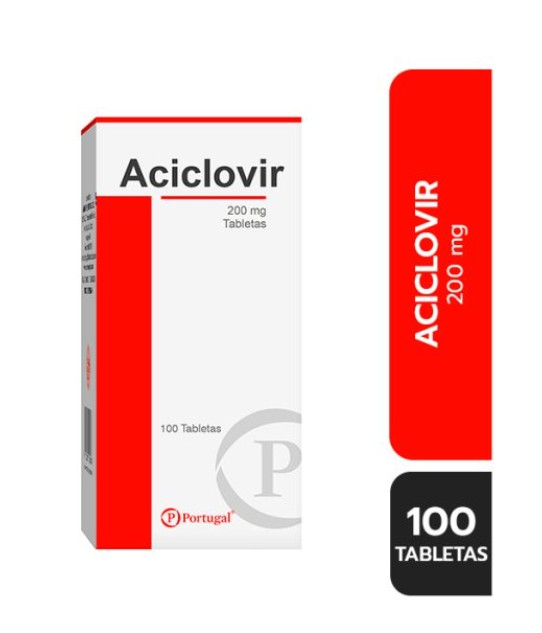 Aciclovir
200 mg
Tabletas
100 Tabletas
P
P Portugal®
ACICLOVIR
200 mg
100
TABLETAS